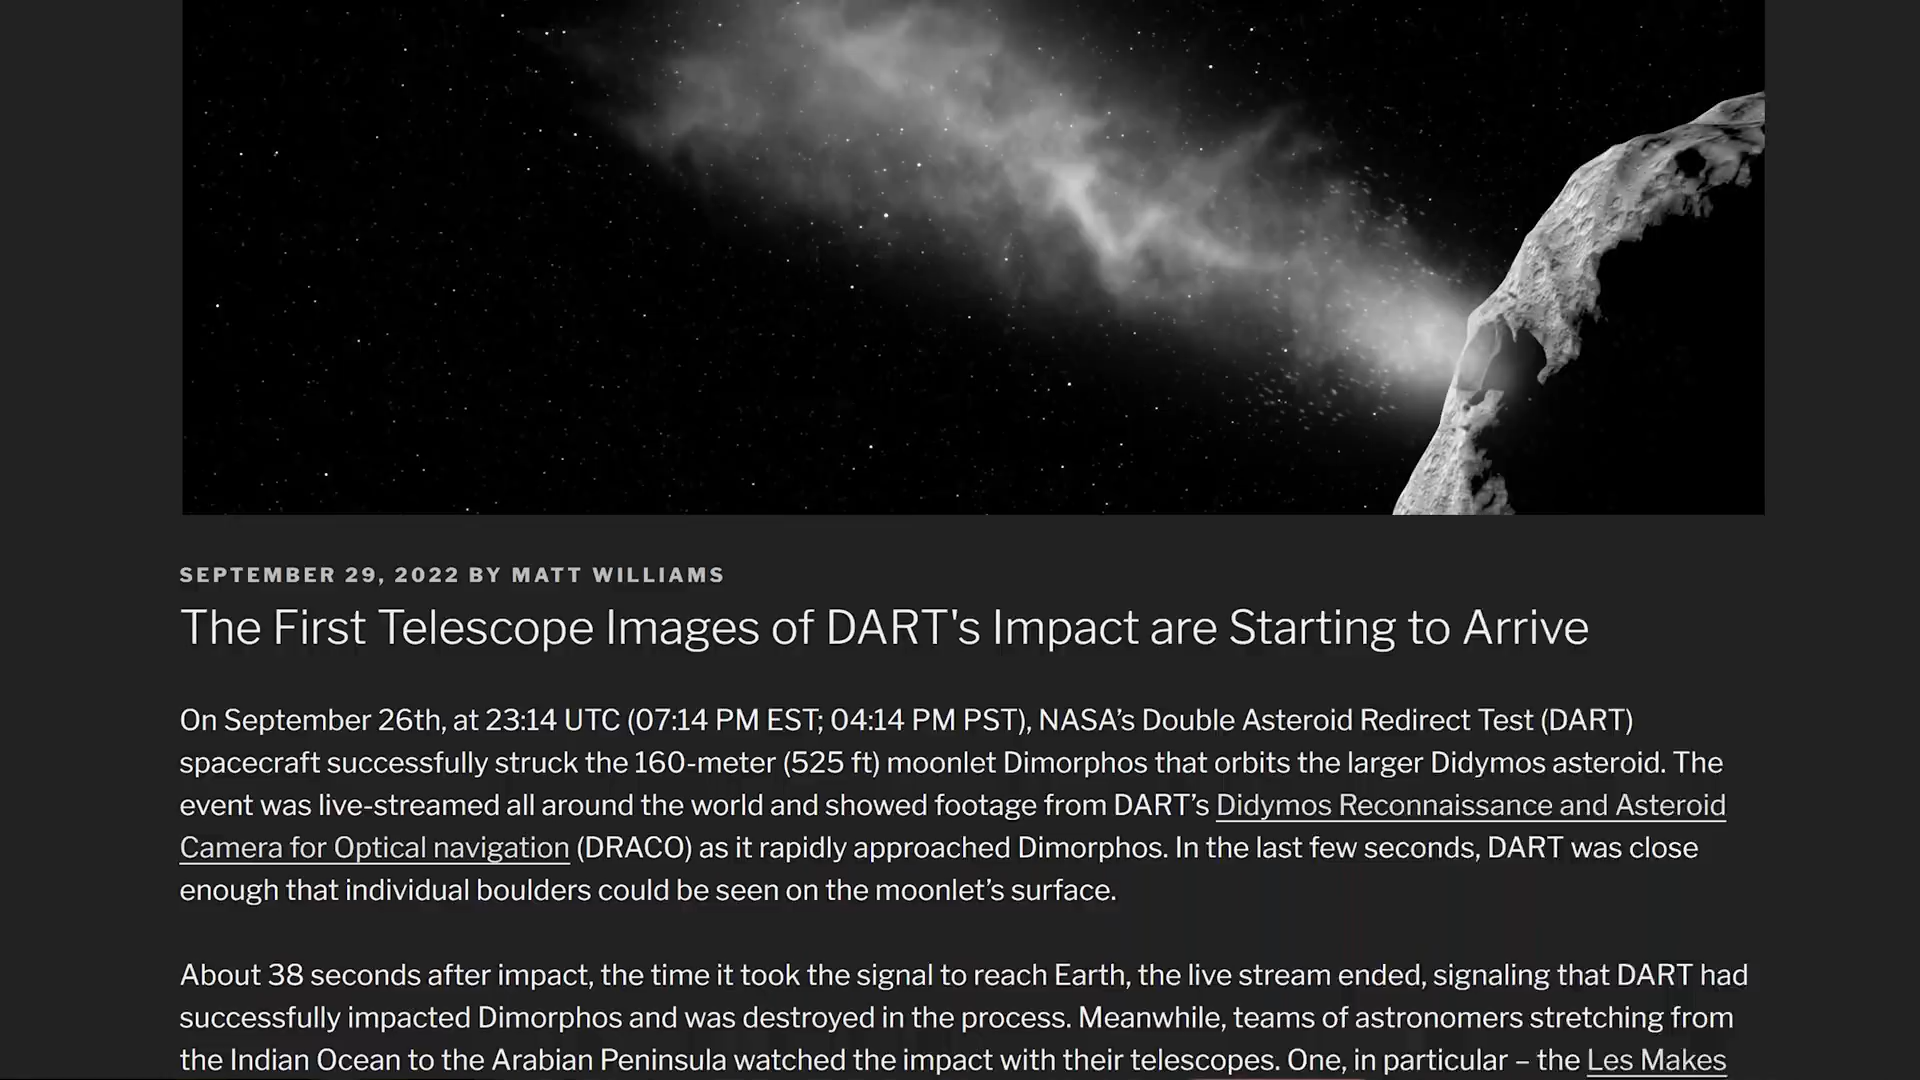 SEPTEMBER 29, 2022 BY MATT WILLIAMS
The First Telescope Images of DART's Impact are Starting to Arrive
On September 26th, at 23:14 UTC (07:14 PM EST; 04:14 PM PST), NASA’s Double Asteroid Redirect Test (DART)
spacecraft successfully struck the 160-meter (525 ft) moonlet Dimorphos that orbits the larger Didymos asteroid. The
event was live-streamed all around the world and showed footage from DART’s Didymos Reconnaissance and Asteroid
Camera for Optical navigation (DRACO) as it rapidly approached Dimorphos. In the last few seconds, DART was close
enough that individual boulders could be seen on the moonlet’s surface.
About 38 seconds after impact, the time it took the signal to reach Earth, the live stream ended, signaling that DART had
successfully impacted Dimorphos and was destroyed in the process. Meanwhile, teams of astronomers stretching from
the Indian Ocean to the Arabian Peninsula watched the impact with their telescopes. One, in particular – the Les Makes